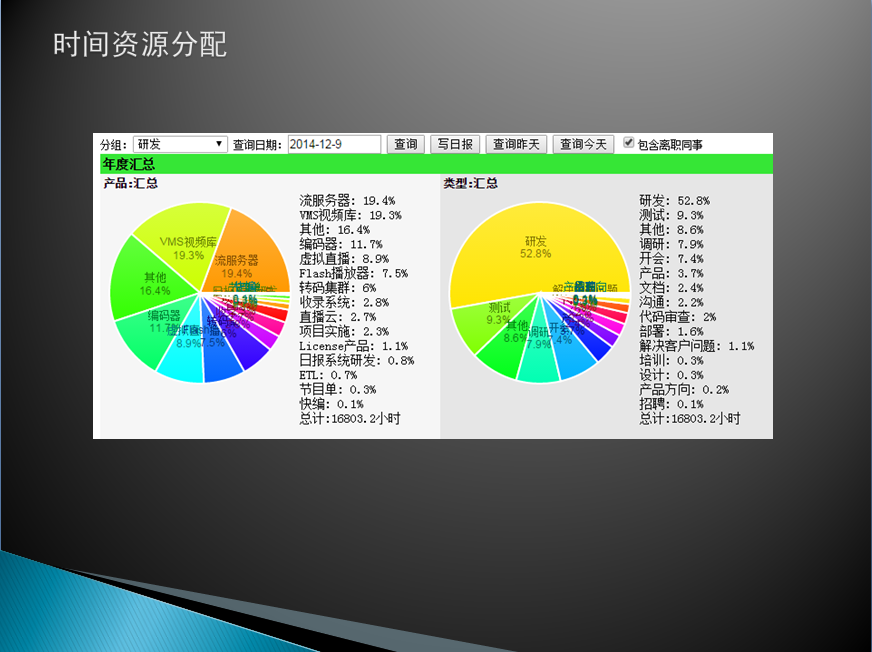 时间资源分配
分组: 研发 查询日期: 2014-12-9 查询 写日报 查询昨天 查询今天 包含离职同事
年度汇总
产品:汇总
VMS视频库
19.3%
流服务器
19.4%
其他
16.4%
编码器
8.9%
7.5%
流服务器: 19.4%
VMS视频库: 19.3%
其他: 16.4%
编码器: 11.7%
虚拟直播: 8.9%
Flash播放器: 7.5%
转码集群: 6%
收录系统: 2.8%
直播云: 2.7%
项目实施: 2.3%
License产品: 1.1%
日报系统研发: 0.8%
ETL: 0.7%
节目单: 0.3%
快编: 0.1%
总计:16803.2小时
类型:汇总
研发
52.8%
测试
9.3%
其他
8.6%
调研
7.9%
研发: 52.8%
测试: 9.3%
其他: 8.6%
调研: 7.9%
开会: 7.4%
产品: 3.7%
文档: 2.4%
沟通: 2.2%
代码审查: 2%
部署: 1.6%
解决客户问题: 1.1%
培训: 0.3%
设计: 0.3%
产品方向: 0.2%
招聘: 0.1%
总计:16803.2小时